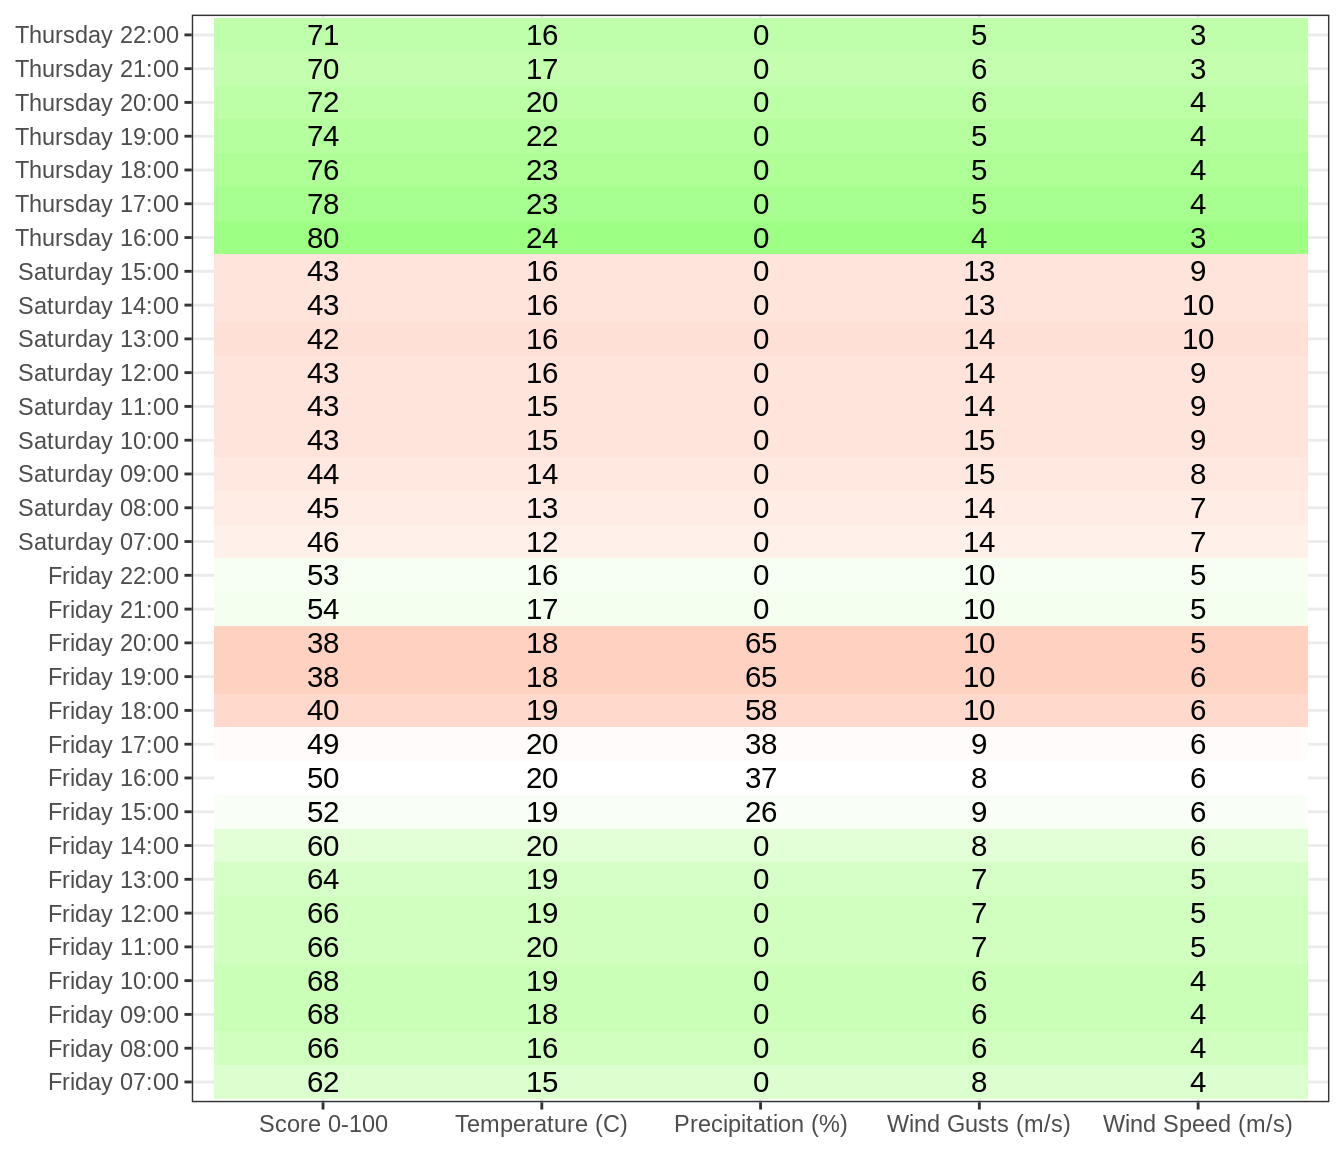 Thursday 22:00 71 16 0 5 3
Thursday 21:00 70 17 0 6 3
Thursday 20:00 72 20 0 6 4
Thursday 19:00 74 22 0 5 4
Thursday 18:00 76 23 0 5 4
Thursday 17:00 78 23 0 5 4
Thursday 16:00 80 24 0 4 3
Saturday 15:00 43 16 0 13 9
Saturday 14:00 43 16 0 13 10
Saturday 13:00 42 16 0 14 10
Saturday 12:00 43 16 0 14 9
Saturday 11:00 43 15 0 14 9
Saturday 10:00 43 15 0 15 9
Saturday 09:00 44 14 0 15 8
Saturday 08:00 45 13 0 14 7
Saturday 07:00 46 12 0 14 7
Friday 22:00 53 16 0 10 5
Friday 21:00 54 17 0 10 5
Friday 20:00 38 18 65 10 5
Friday 19:00 38 18 65 10 6
Friday 18:00 40 19 58 10 6
Friday 17:00 49 20 38 9 6
Friday 16:00 50 20 37 8 6
Friday 15:00 52 19 26 9 6
Friday 14:00 60 20 0 8 6
Friday 13:00 64 19 0 7 5
Friday 12:00 66 19 0 7 5
Friday 11:00 66 20 0 7 5
Friday 10:00 68 19 0 6 4
Friday 09:00 68 18 0 6 4
Friday 08:00 66 16 0 6 4
Friday 07:00 62 15 0 8 4
Score 0-100 Temperature (C) Precipitation (%) Wind Gusts (m/s) Wind Speed (m/s)